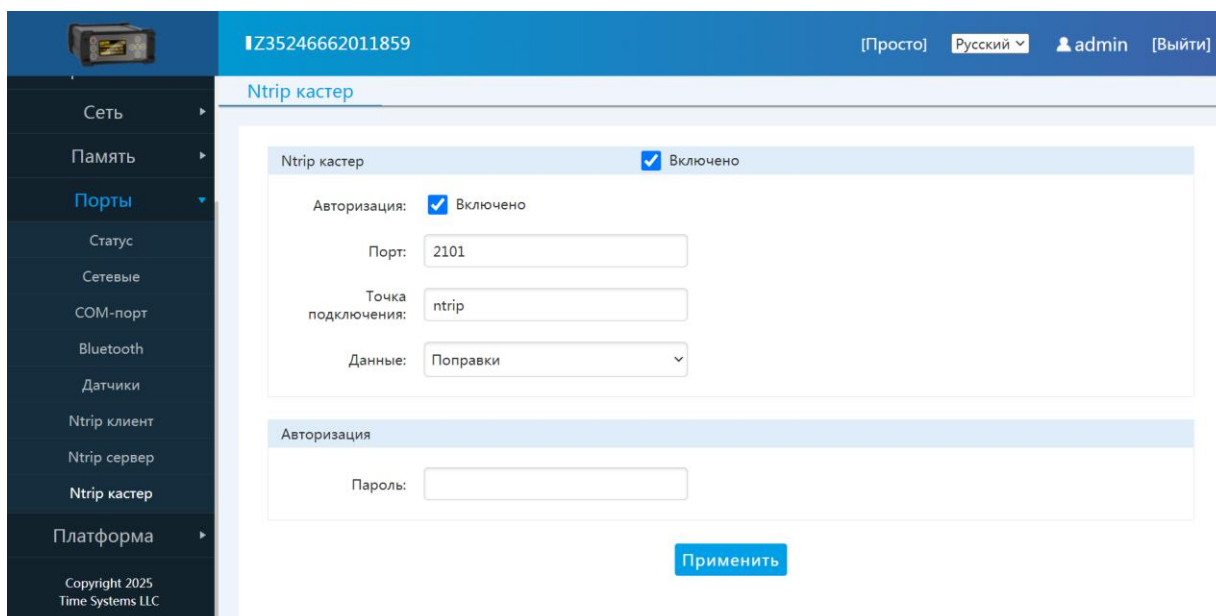 Z35246662011859
[Просто]
Русский
admin
[Выйти]
Ntrip кастер
Сеть
Память
Порты
Статус
Сетевые
COM-порт
Bluetooth
Датчики
Ntrip клиент
Ntrip сервер
Ntrip кастер
Платформа
Copyright 2025
Time Systems LLC
Ntrip кастер
Включено
Авторизация:
Включено
Порт:
2101
Точка
подключения:
ntrip
Данные:
Поправки
Авторизация
Пароль:
Применить